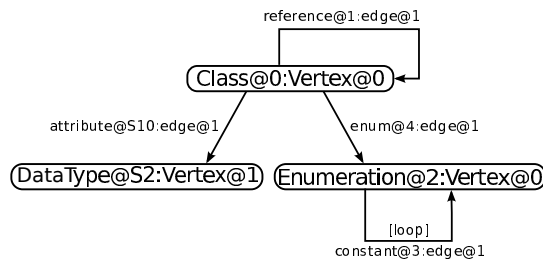 reference@1:edge@1
Class@0:Vertex@0
attribute@S10:edge@1
enum@4:edge@1
DataType@S2:Vertex@1
Enumeration@2:Vertex@0
[loop]
constant@3:edge@1